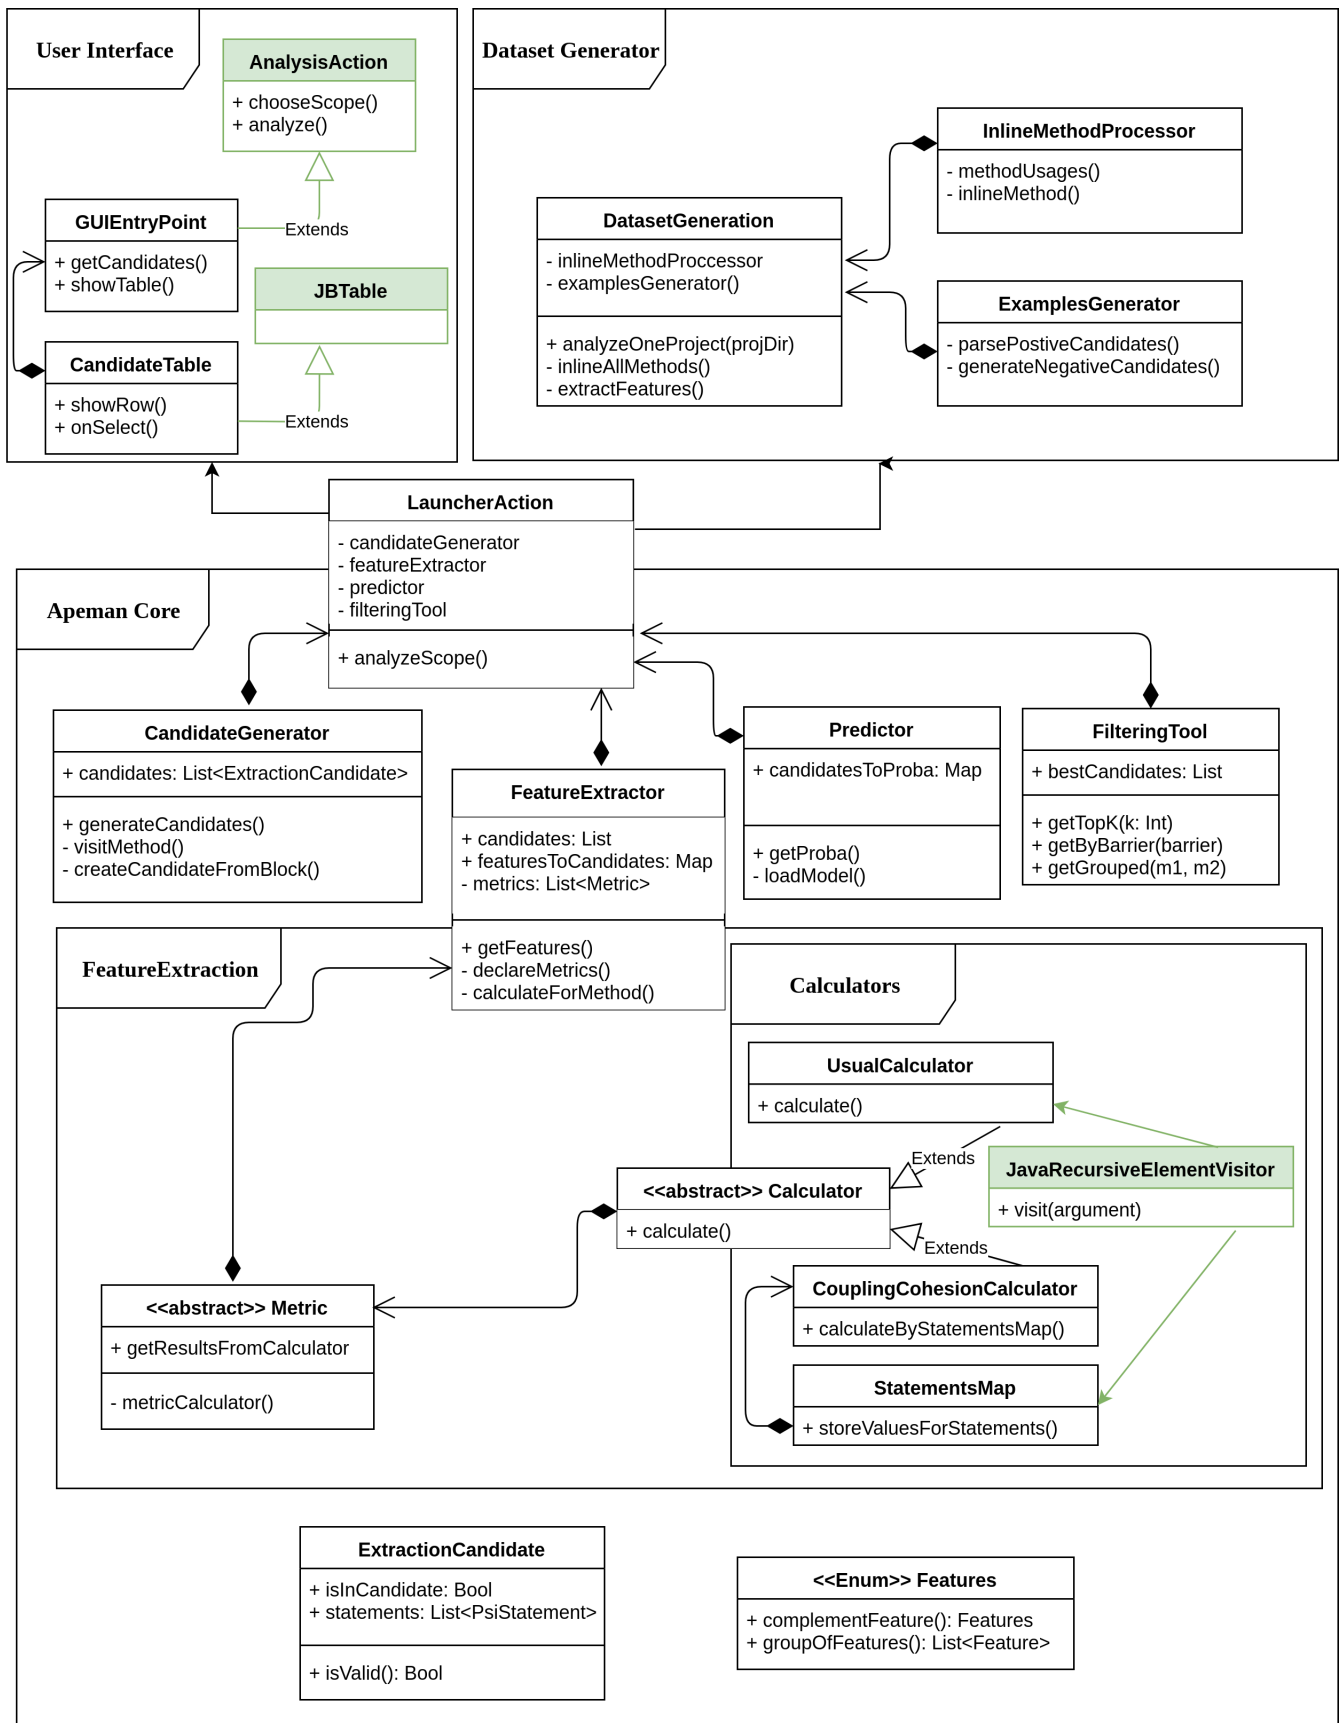 User Interface
AnalysisAction
+ chooseScope()
+ analyze()
GUIEntryPoint
+ getCandidates()
+ showTable()
Extends
JBTable
CandidateTable
+ showRow()
+ onSelect()
Extends
Dataset Generator
InlineMethodProcessor
- methodUsages()
- inlineMethod()
DatasetGeneration
- inlineMethodProccessor
- examplesGenerator()
+ analyzeOneProject(projDir)
- inlineAllMethods()
- extractFeatures()
ExamplesGenerator
- parsePostiveCandidates()
- generateNegativeCandidates()
LauncherAction
- candidateGenerator
- featureExtractor
- predictor
- filteringTool
+ analyzeScope()
Apeman Core
CandidateGenerator
+ candidates: List<ExtractionCandidate>
+ generateCandidates()
- visitMethod()
- createCandidateFromBlock()
FeatureExtractor
+ candidates: List
+ featuresToCandidates: Map
- metrics: List<Metric>
+ getFeatures()
- declareMetrics()
- calculateForMethod()
Predictor
+ candidatesToProba: Map
+ getProba()
- loadModel()
FilteringTool
+ bestCandidates: List
+ getTopK(k: Int)
+ getByBarrier(barrier)
+ getGrouped(m1, m2)
FeatureExtraction
Calculators
UsualCalculator
+ calculate()
Extends
JavaRecursiveElementVisitor
+ visit(argument)
<<abstract>> Calculator
+ calculate()
Extends
CouplingCohesionCalculator
+ calculateByStatementsMap()
StatementsMap
+ storeValuesForStatements()
<<abstract>> Metric
+ getResultsFromCalculator
- metricCalculator()
ExtractionCandidate
+ isInCandidate: Bool
+ statements: List<PsiStatement>
+ isValid(): Bool
<<Enum>> Features
+ complementFeature(): Features
+ groupOfFeatures(): List<Feature>